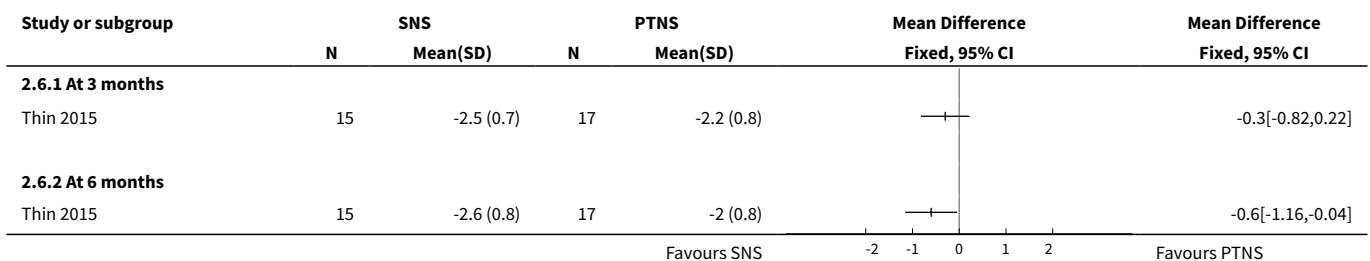 Study or subgroup SNS PTNS Mean Difference Mean Difference
N Mean(SD) N Mean(SD) Fixed, 95% CI Fixed, 95% CI
2.6.1 At 3 months
Thin 2015 15 -2.5 (0.7) 17 -2.2 (0.8) -0.3[-0.82,0.22]
2.6.2 At 6 months
Thin 2015 15 -2.6 (0.8) 17 -2 (0.8) -0.6[-1.16,-0.04]
Favours SNS -2 -1 0 1 2 Favours PTNS